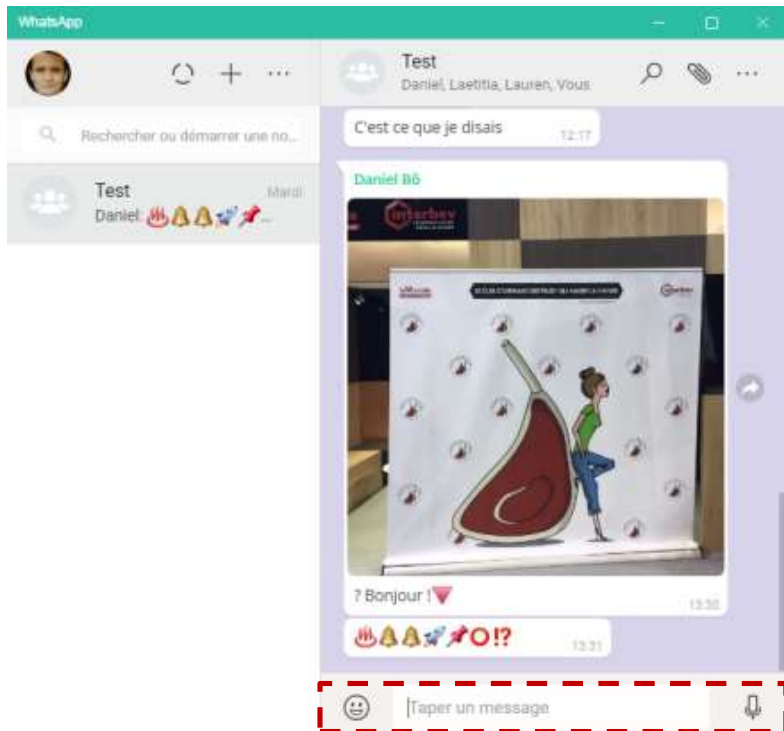 WhatsApp
Test
Daniel, Laetitia, Lauren, Vous
Rechercher ou démarrer une no...
Test
Mardi
Daniel: ♨🔔🔔🚀📌...
C'est ce que je disais
12:17
Daniel Bô
interbev
Interbev
? Bonjour !🔻
13:30
♨🔔🔔🚀📌⭕⁉
13:31
Taper un message